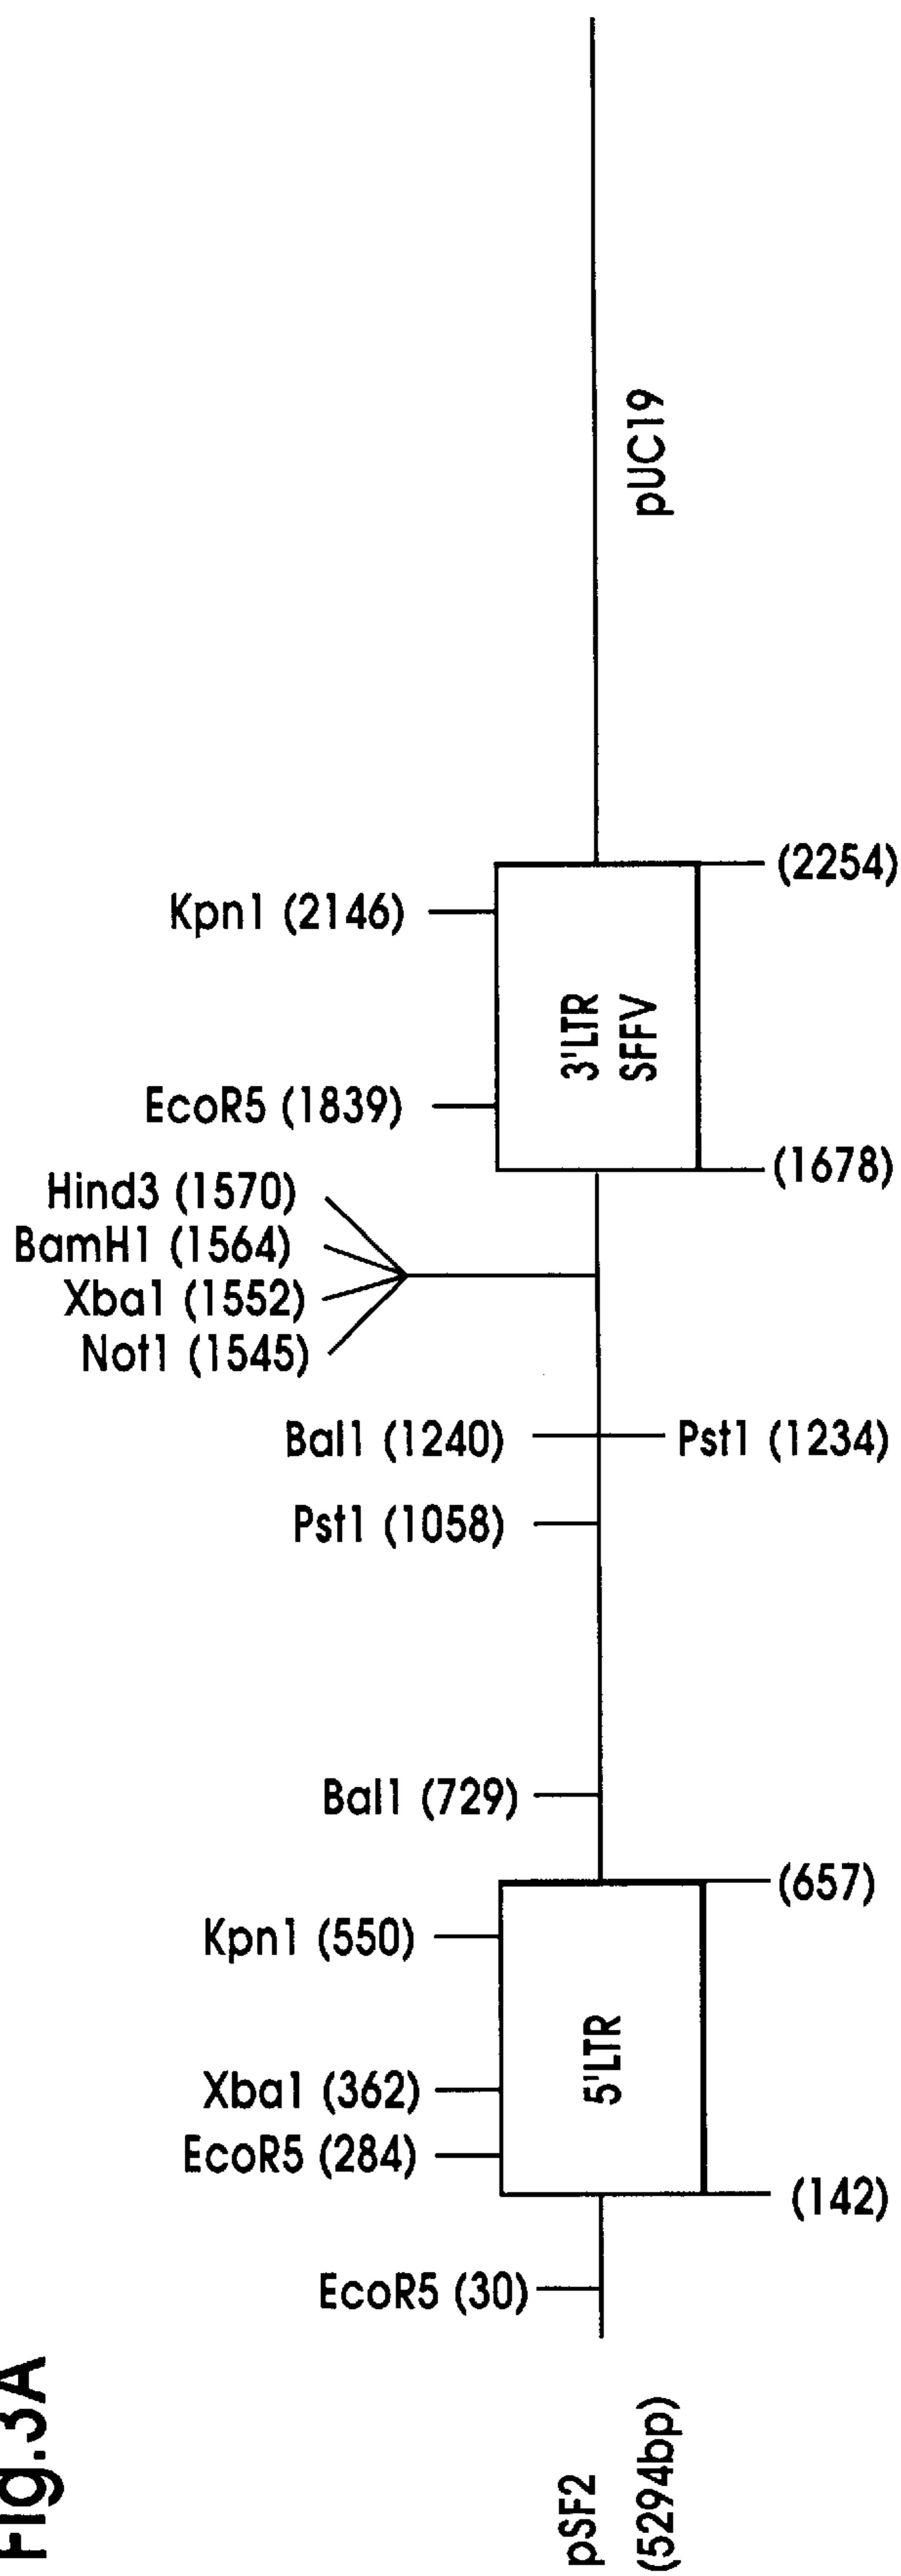 Kpn1 (2146)
EcoR5 (1839)
Hind3 (1570)
BamH1 (1564)
Xba1 (1552)
Not1 (1545)
Bal1 (1240)
Pst1 (1058)
Bal1 (729)
Kpn1 (550)
Xba1 (362)
EcoR5 (284)
EcoR5 (30)
pUC19
3'LTR
SFFV
5'LTR
(2254)
(1678)
Pst1 (1234)
(657)
(142)
Fig.3A
pSF2
(5294bp)